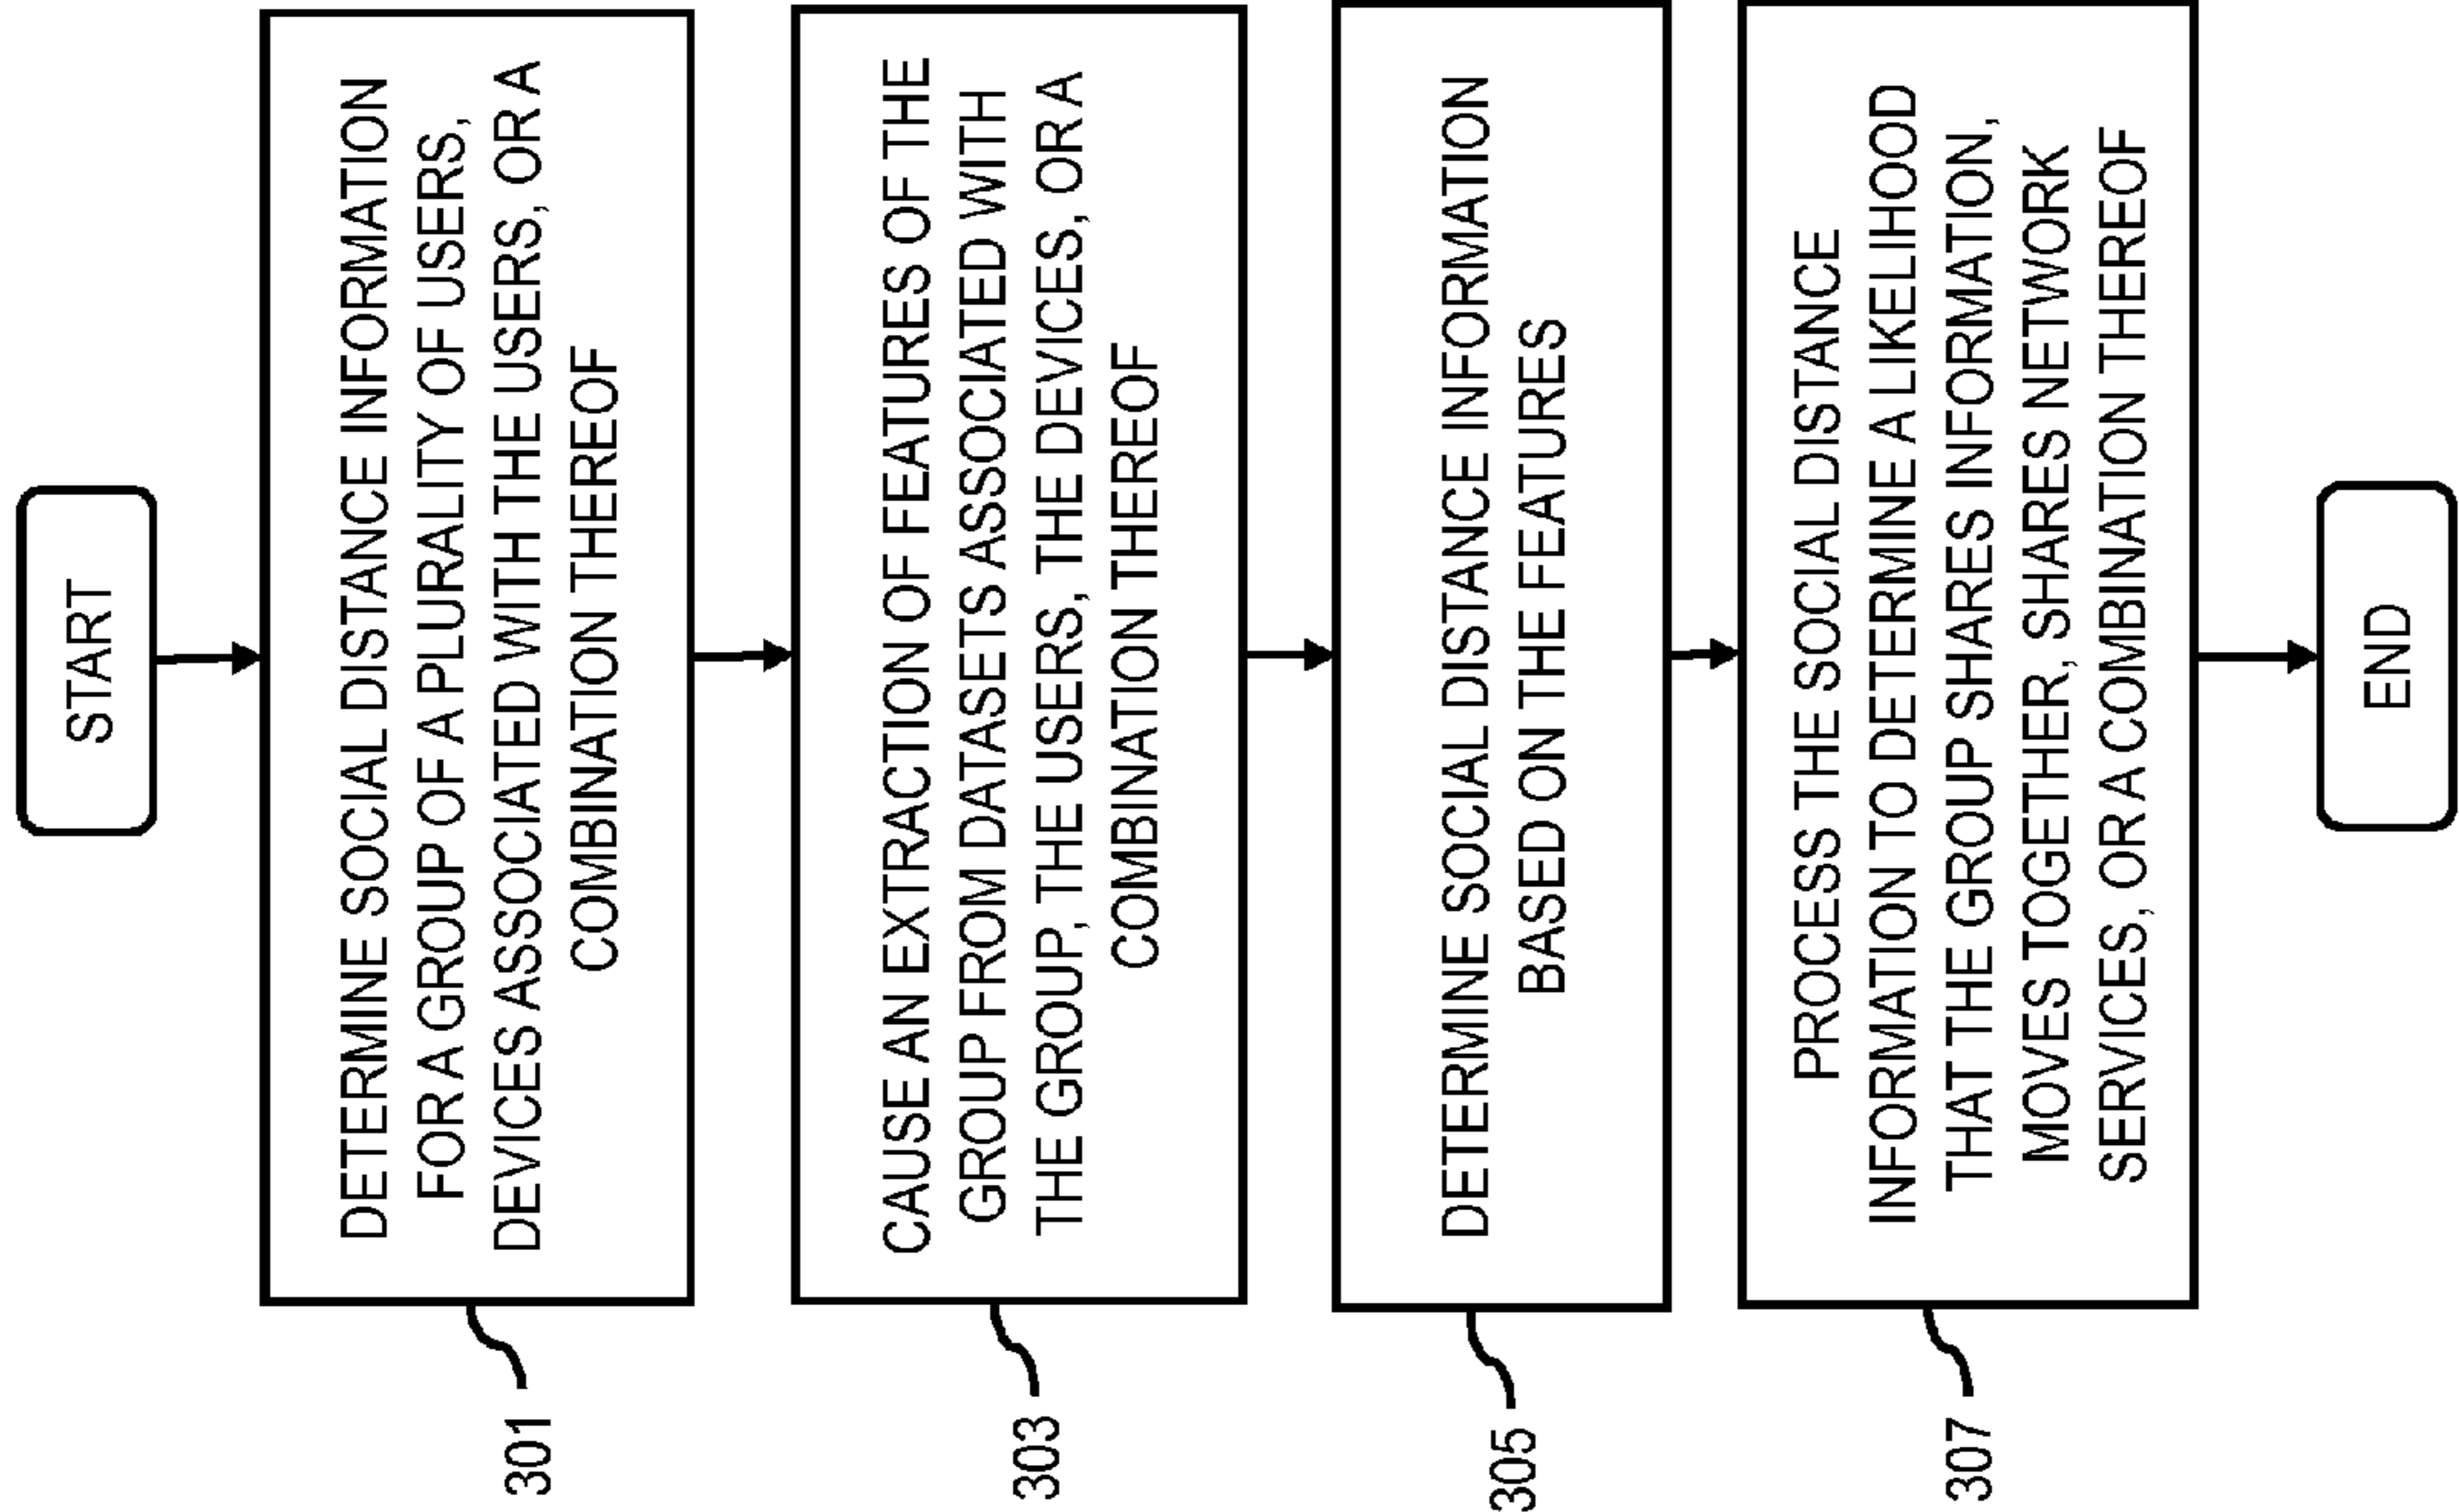 START
DETERMINE SOCIAL DISTANCE INFORMATION
FOR A GROUP OF A PLURALITY OF USERS,
DEVICES ASSOCIATED WITH THE USERS, OR A
COMBINATION THEREOF
301
CAUSE AN EXTRACTION OF FEATURES OF THE
GROUP FROM DATASETS ASSOCIATED WITH
THE GROUP, THE USERS, THE DEVICES, OR A
COMBINATION THEREOF
303
DETERMINE SOCIAL DISTANCE INFORMATION
BASED ON THE FEATURES
305
PROCESS THE SOCIAL DISTANCE
INFORMATION TO DETERMINE A LIKELIHOOD
THAT THE GROUP SHARES INFORMATION,
MOVES TOGETHER, SHARES NETWORK
SERVICES, OR A COMBINATION THEREOF
307
END